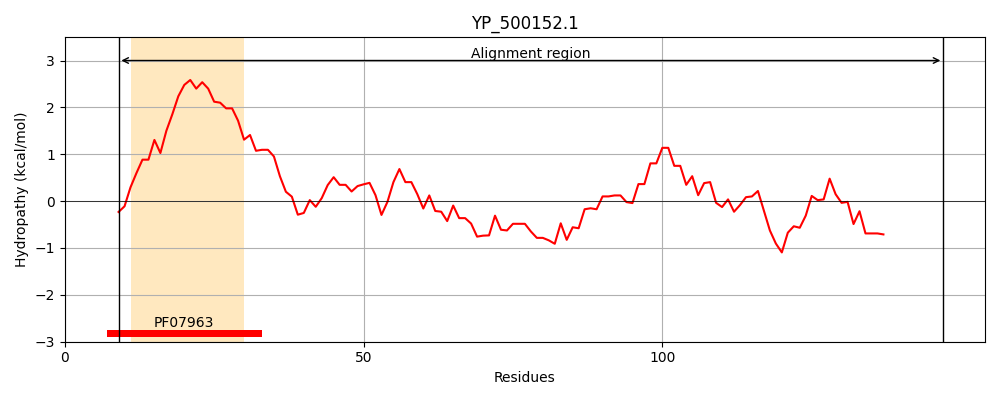 YP_500152.1
Alignment region
3
2
1
0
−1
−2
−3
Hydropathy (kcal/mol)
PF07963
0
50
100
Residues